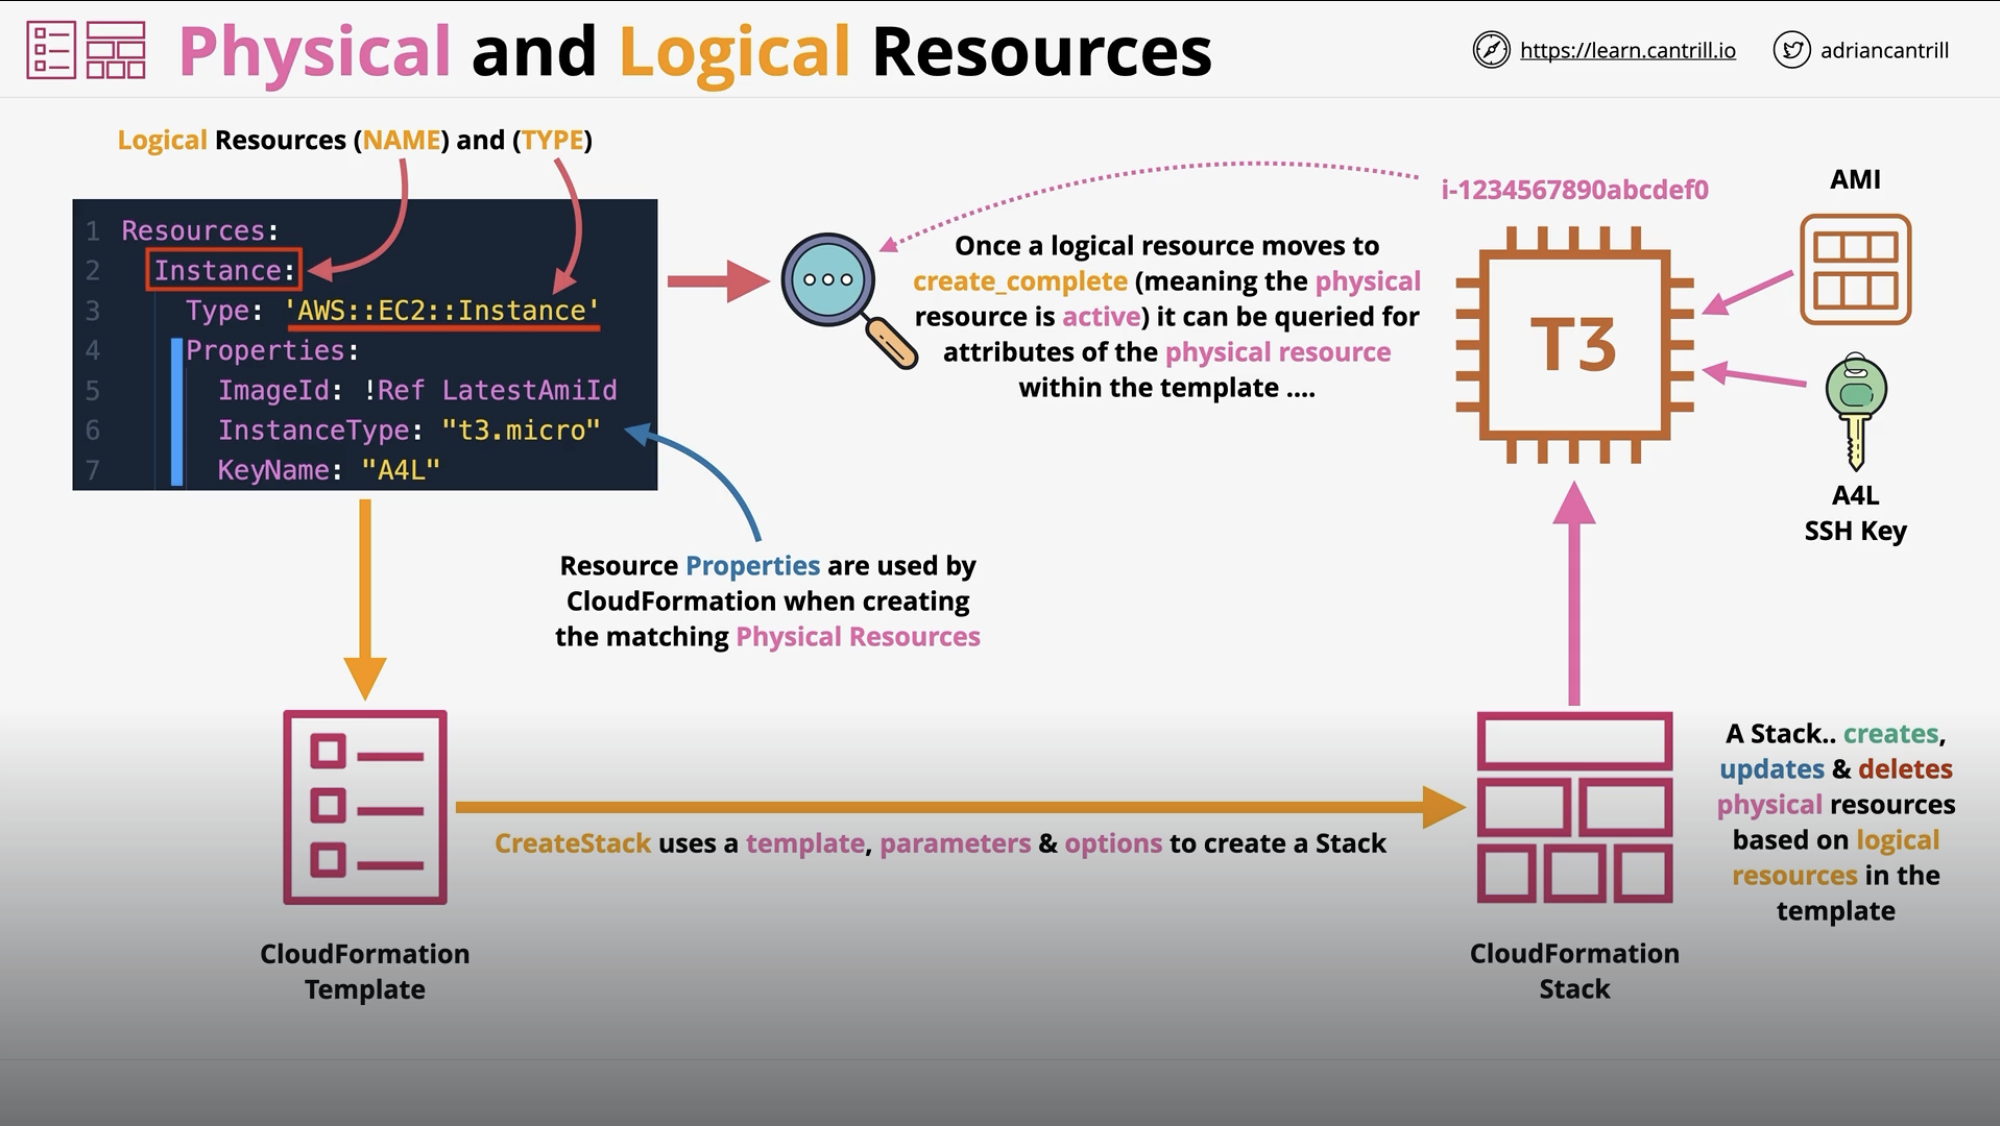 Physical and Logical Resources
https://learn.cantrill.io
adriancantrill
Logical Resources (NAME) and (TYPE)
1 Resources:
2 Instance:
3 Type: 'AWS::EC2::Instance'
4 Properties:
5 ImageId: !Ref LatestAmiId
6 InstanceType: "t3.micro"
7 KeyName: "A4L"
Once a logical resource moves to
create_complete (meaning the physical
resource is active) it can be queried for
attributes of the physical resource
within the template ....
i-1234567890abcdef0
T3
AMI
A4L
SSH Key
Resource Properties are used by
CloudFormation when creating
the matching Physical Resources
CreateStack uses a template, parameters & options to create a Stack
A Stack.. creates,
updates & deletes
physical resources
based on logical
resources in the
template
CloudFormation
Template
CloudFormation
Stack